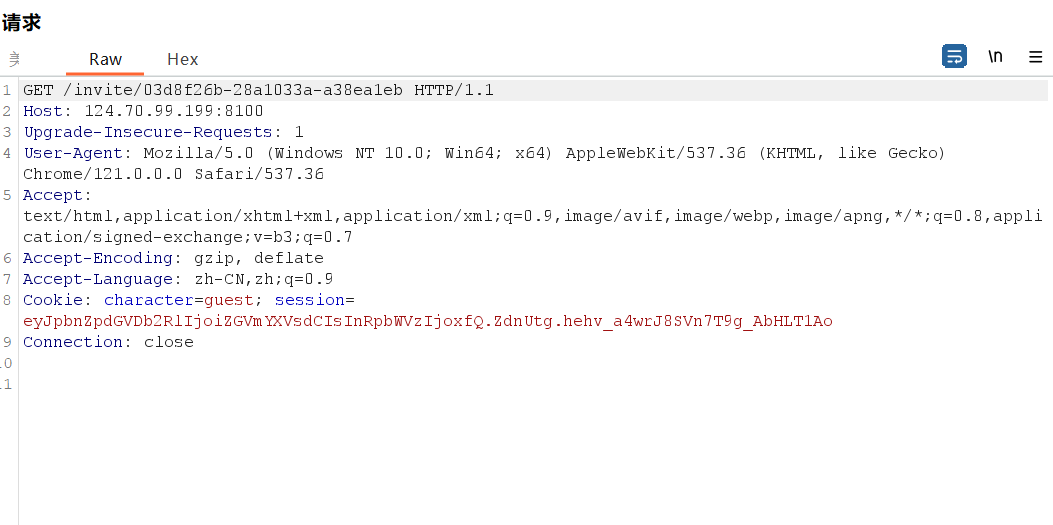 请求
美
Raw
Hex
\n
1 GET /invite/03d8f26b-28a1033a-a38ea1eb HTTP/1.1
2 Host: 124.70.99.199:8100
3 Upgrade-Insecure-Requests: 1
4 User-Agent: Mozilla/5.0 (Windows NT 10.0; Win64; x64) AppleWebKit/537.36 (KHTML, like Gecko)
Chrome/121.0.0.0 Safari/537.36
5 Accept:
text/html,application/xhtml+xml,application/xml;q=0.9,image/avif,image/webp,image/apng,*/*;q=0.8,appli
cation/signed-exchange;v=b3;q=0.7
6 Accept-Encoding: gzip, deflate
7 Accept-Language: zh-CN,zh;q=0.9
8 Cookie: character=guest; session=
eyJpbnZpdGVDb2RlIjoiZGVmYXVsdCIsInRpbWVzIjoxfQ.ZdnUtg.hehv_a4wrJ8SVn7T9g_AbHLT1Ao
9 Connection: close
10
11